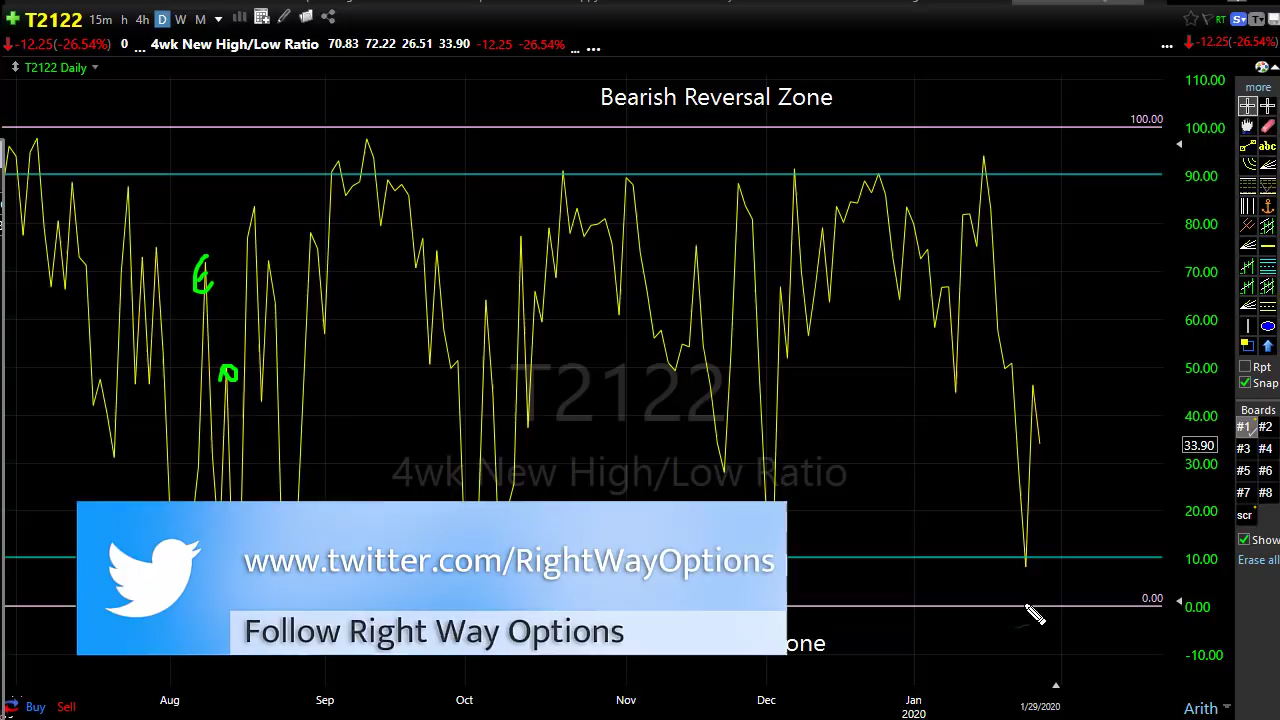 T2122 15m h 4h D W M
RT S T
-12.25(-26.54%) 0 ... 4wk New High/Low Ratio 70.83 72.22 26.51 33.90 -12.25 -26.54% ... ...
... -12.25(-26.54%)
T2122 Daily
110.00
more
Bearish Reversal Zone
100.00
100.00
abc
90.00
80.00
70.00
60.00
50.00
Rpt
Snap
T2122
40.00
Boards
#1 #2
33.90
#3 #4
4wk New High/Low Ratio
30.00
#5 #6
#7 #8
20.00
scr
Show
www.twitter.com/RightWayOptions
10.00
Erase all
0.00
0.00
Follow Right Way Options
one
-10.00
Aug Sep Oct Nov Dec Jan
2020
1/29/2020
Buy Sell
Arith